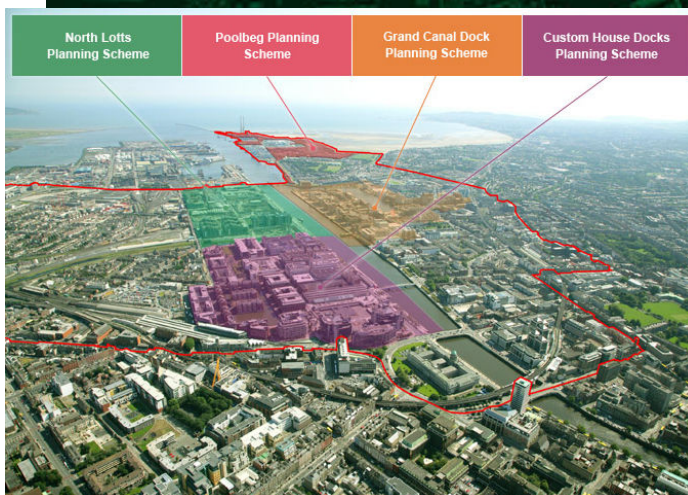 North Lotts
Planning Scheme
Poolbeg Planning
Scheme
Grand Canal Dock
Planning Scheme
Custom House Docks
Planning Scheme